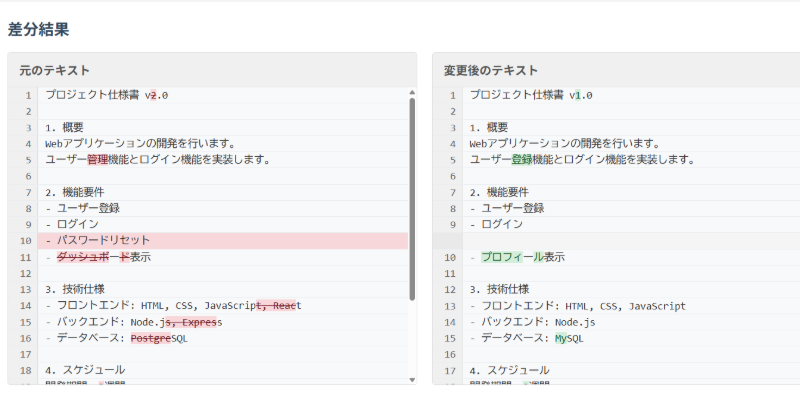 差分結果
元のテキスト
1 プロジェクト仕様書 v2.0
2
3 1. 概要
4 Webアプリケーションの開発を行います。
5 ユーザー管理機能とログイン機能を実装します。
6
7 2. 機能要件
8 - ユーザー登録
9 - ログイン
10 - パスワードリセット
11 - ダッシュボード表示
12
13 3. 技術仕様
14 - フロントエンド: HTML, CSS, JavaScript, React
15 - バックエンド: Node.js, Express
16 - データベース: PostgreSQL
17
18 4. スケジュール
変更後のテキスト
1 プロジェクト仕様書 v1.0
2
3 1. 概要
4 Webアプリケーションの開発を行います。
5 ユーザー登録機能とログイン機能を実装します。
6
7 2. 機能要件
8 - ユーザー登録
9 - ログイン
10 - プロフィール表示
11
12 3. 技術仕様
13 - フロントエンド: HTML, CSS, JavaScript
14 - バックエンド: Node.js
15 - データベース: MySQL
16
17 4. スケジュール